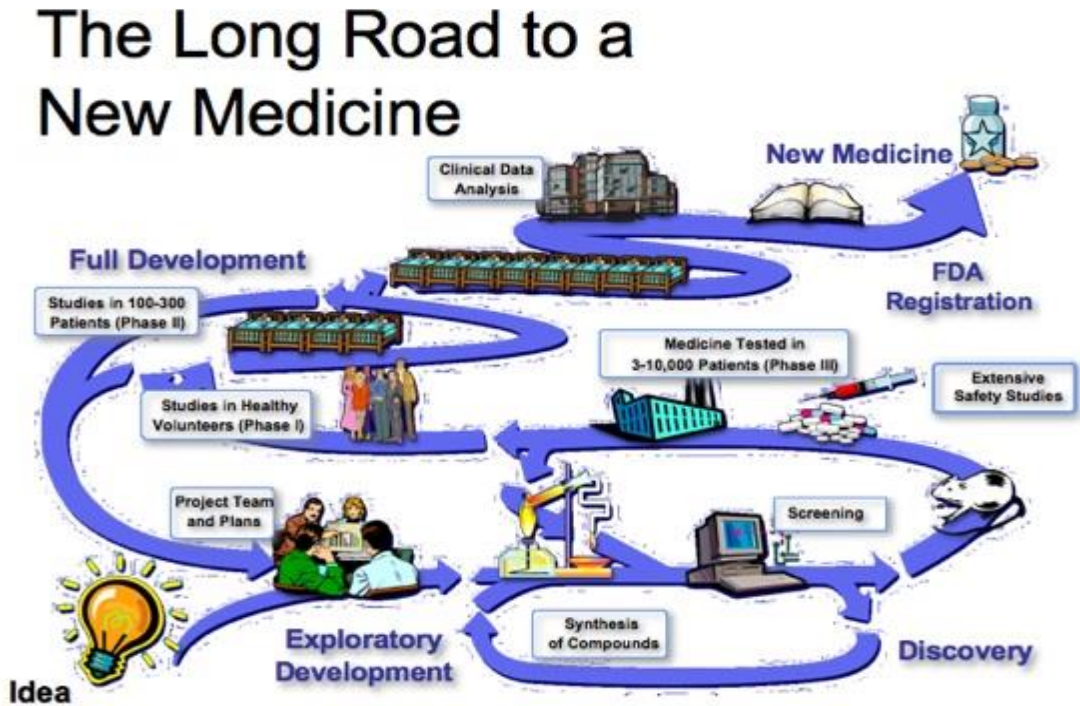 The Long Road to a
New Medicine
Clinical Data
Analysis
New Medicine
Full Development
FDA
Registration
Studies in 100-300
Patients (Phase II)
Medicine Tested in
3-10,000 Patients (Phase III)
Extensive
Safety Studies
Studies in Healthy
Volunteers (Phase I)
Project Team
and Plans
Screening
Synthesis
of Compounds
Exploratory
Development
Discovery
Idea